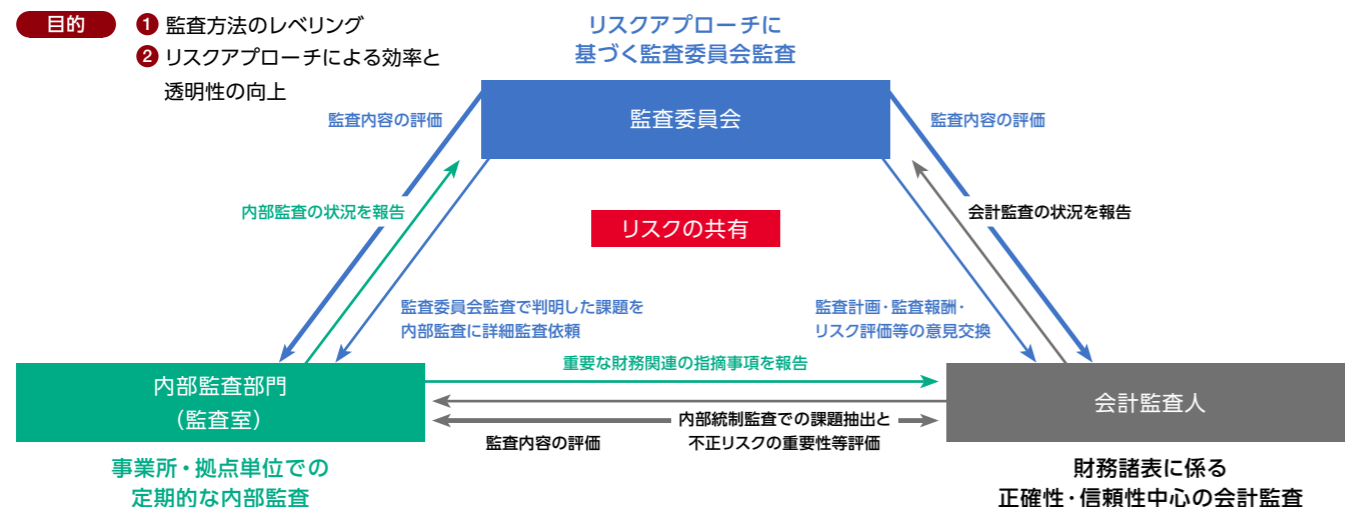 目的
❶ 監査方法のレベリング
❷ リスクアプローチによる効率と
透明性の向上
リスクアプローチに
基づく監査委員会監査
監査委員会
監査内容の評価
監査内容の評価
内部監査の状況を報告
会計監査の状況を報告
リスクの共有
監査委員会監査で判明した課題を
内部監査に詳細監査依頼
監査計画・監査報酬・
リスク評価等の意見交換
重要な財務関連の指摘事項を報告
内部監査部門
（監査室）
会計監査人
内部統制監査での課題抽出と
不正リスクの重要性等評価
監査内容の評価
事業所・拠点単位での
定期的な内部監査
財務諸表に係る
正確性・信頼性中心の会計監査